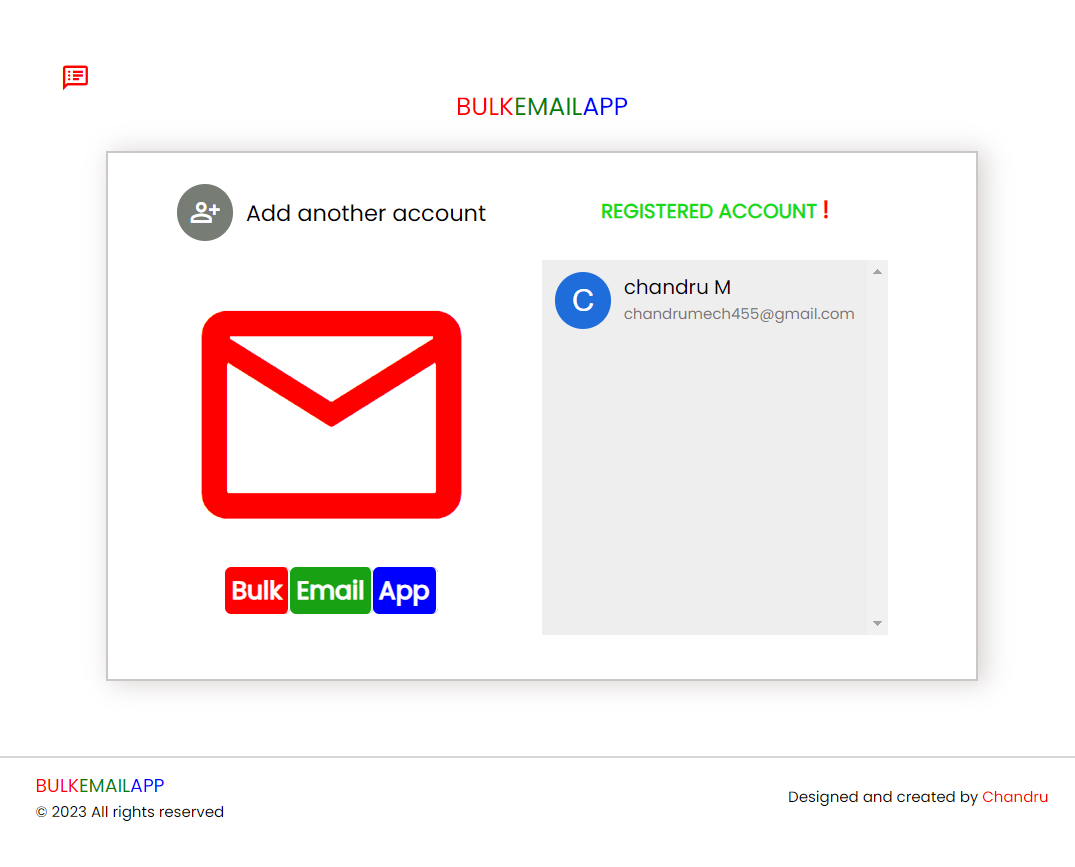 BULKEMAILAPP
Add another account
REGISTERED ACCOUNT !
C
chandru M
chandrumech455@gmail.com
Bulk Email App
BULKEMAILAPP
© 2023 All rights reserved
Designed and created by Chandru